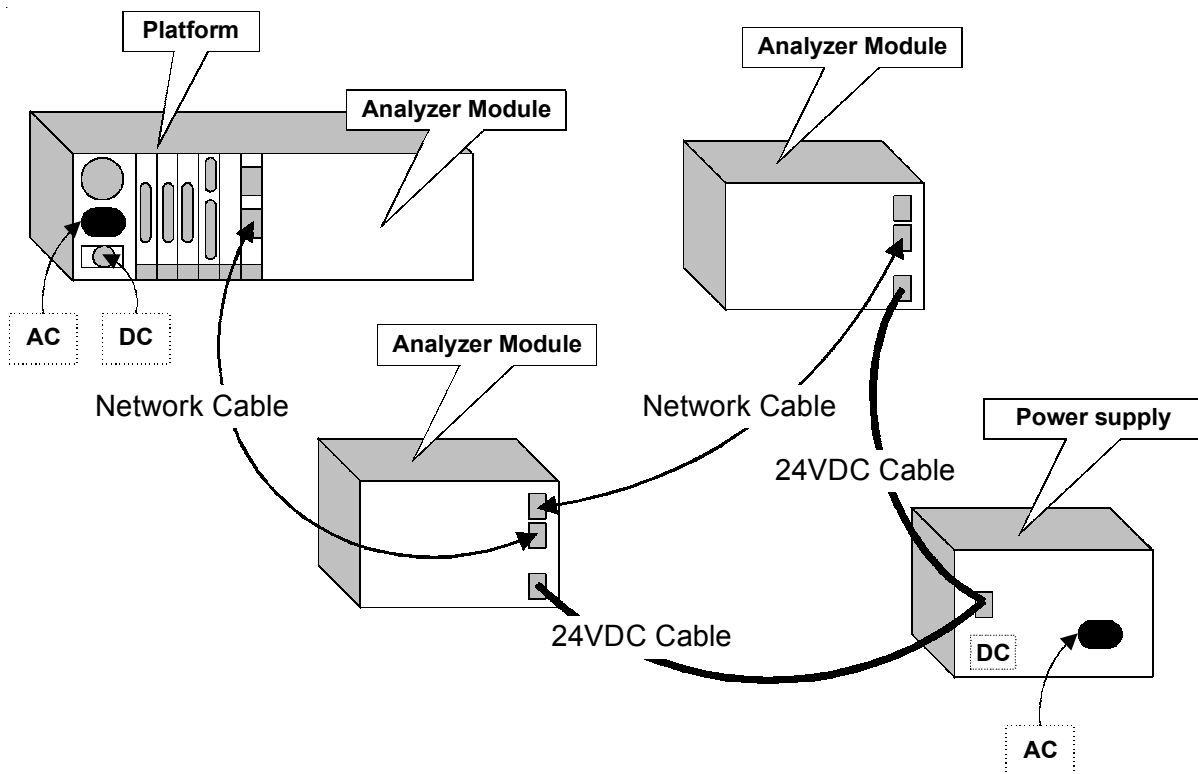 Platform
Analyzer Module
Analyzer Module
AC
DC
Analyzer Module
Network Cable
Network Cable
Power supply
24VDC Cable
24VDC Cable
DC
AC